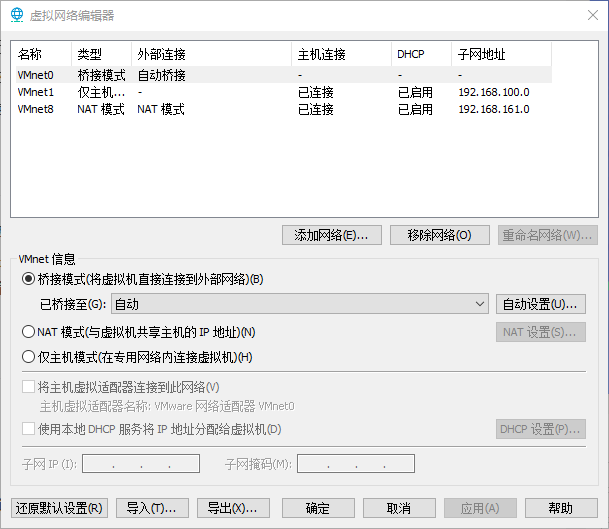 虚拟网络编辑器
名称 类型 外部连接 主机连接 DHCP 子网地址
VMnet0 桥接模式 自动桥接 - - -
VMnet1 仅主机... - 已连接 已启用 192.168.100.0
VMnet8 NAT 模式 NAT 模式 已连接 已启用 192.168.161.0
添加网络(E)... 移除网络(O) 重命名网络(W)...
VMnet 信息
桥接模式(将虚拟机直接连接到外部网络)(B)
已桥接至(G): 自动 自动设置(U)...
NAT 模式(与虚拟机共享主机的 IP 地址)(N) NAT 设置(S)...
仅主机模式(在专用网络内连接虚拟机)(H)
将主机虚拟适配器连接到此网络(V)
主机虚拟适配器名称: VMware 网络适配器 VMnet0
使用本地 DHCP 服务将 IP 地址分配给虚拟机(D) DHCP 设置(P)...
子网 IP (I): . . . 子网掩码(M): . . .
还原默认设置(R) 导入(T)... 导出(X)... 确定 取消 应用(A) 帮助